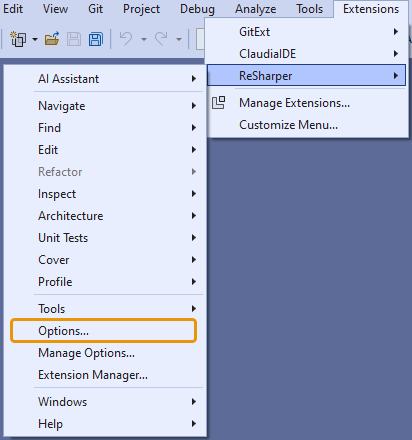 Edit View Git Project Debug Analyze Tools Extensions
GitExt
ClaudiaIDE
ReSharper
Manage Extensions...
Customize Menu...
AI Assistant
Navigate
Find
Edit
Refactor
Inspect
Architecture
Unit Tests
Cover
Profile
Tools
Options...
Manage Options...
Extension Manager...
Windows
Help